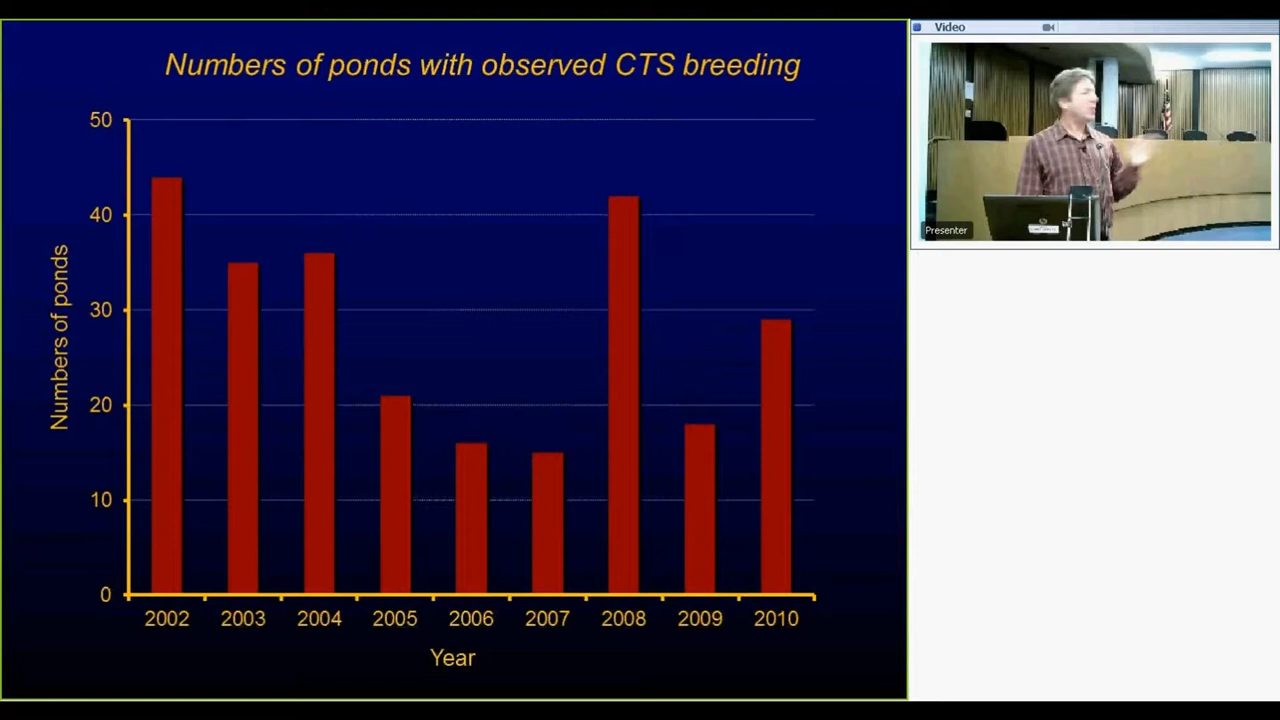 Numbers of ponds with observed CTS breeding
50
40
30
20
10
0
Numbers of ponds
2002 2003 2004 2005 2006 2007 2008 2009 2010
Year
Video
Presenter